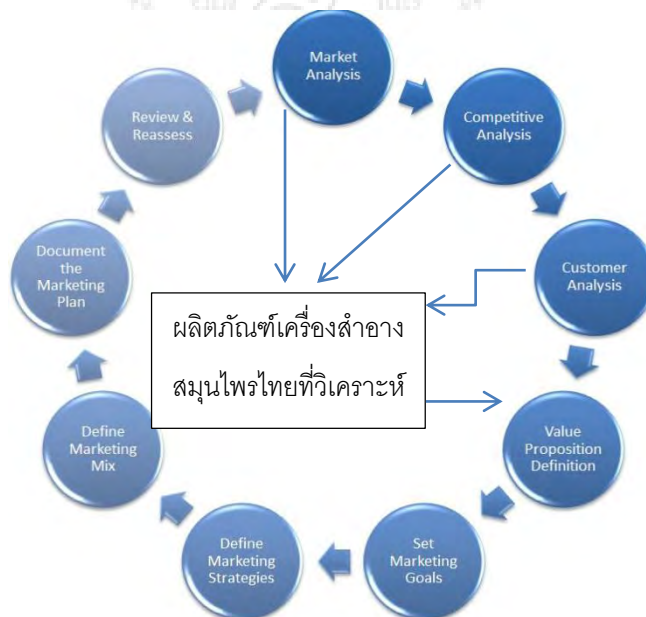 Market
Analysis
Competitive
Analysis
Customer
Analysis
Value
Proposition
Definition
Set
Marketing
Goals
Define
Marketing
Strategies
Define
Marketing
Mix
Document
the
Marketing
Plan
Review &
Reassess
ผลิตภัณฑ์เครื่องสำอาง
สมุนไพรไทยที่วิเคราะห์